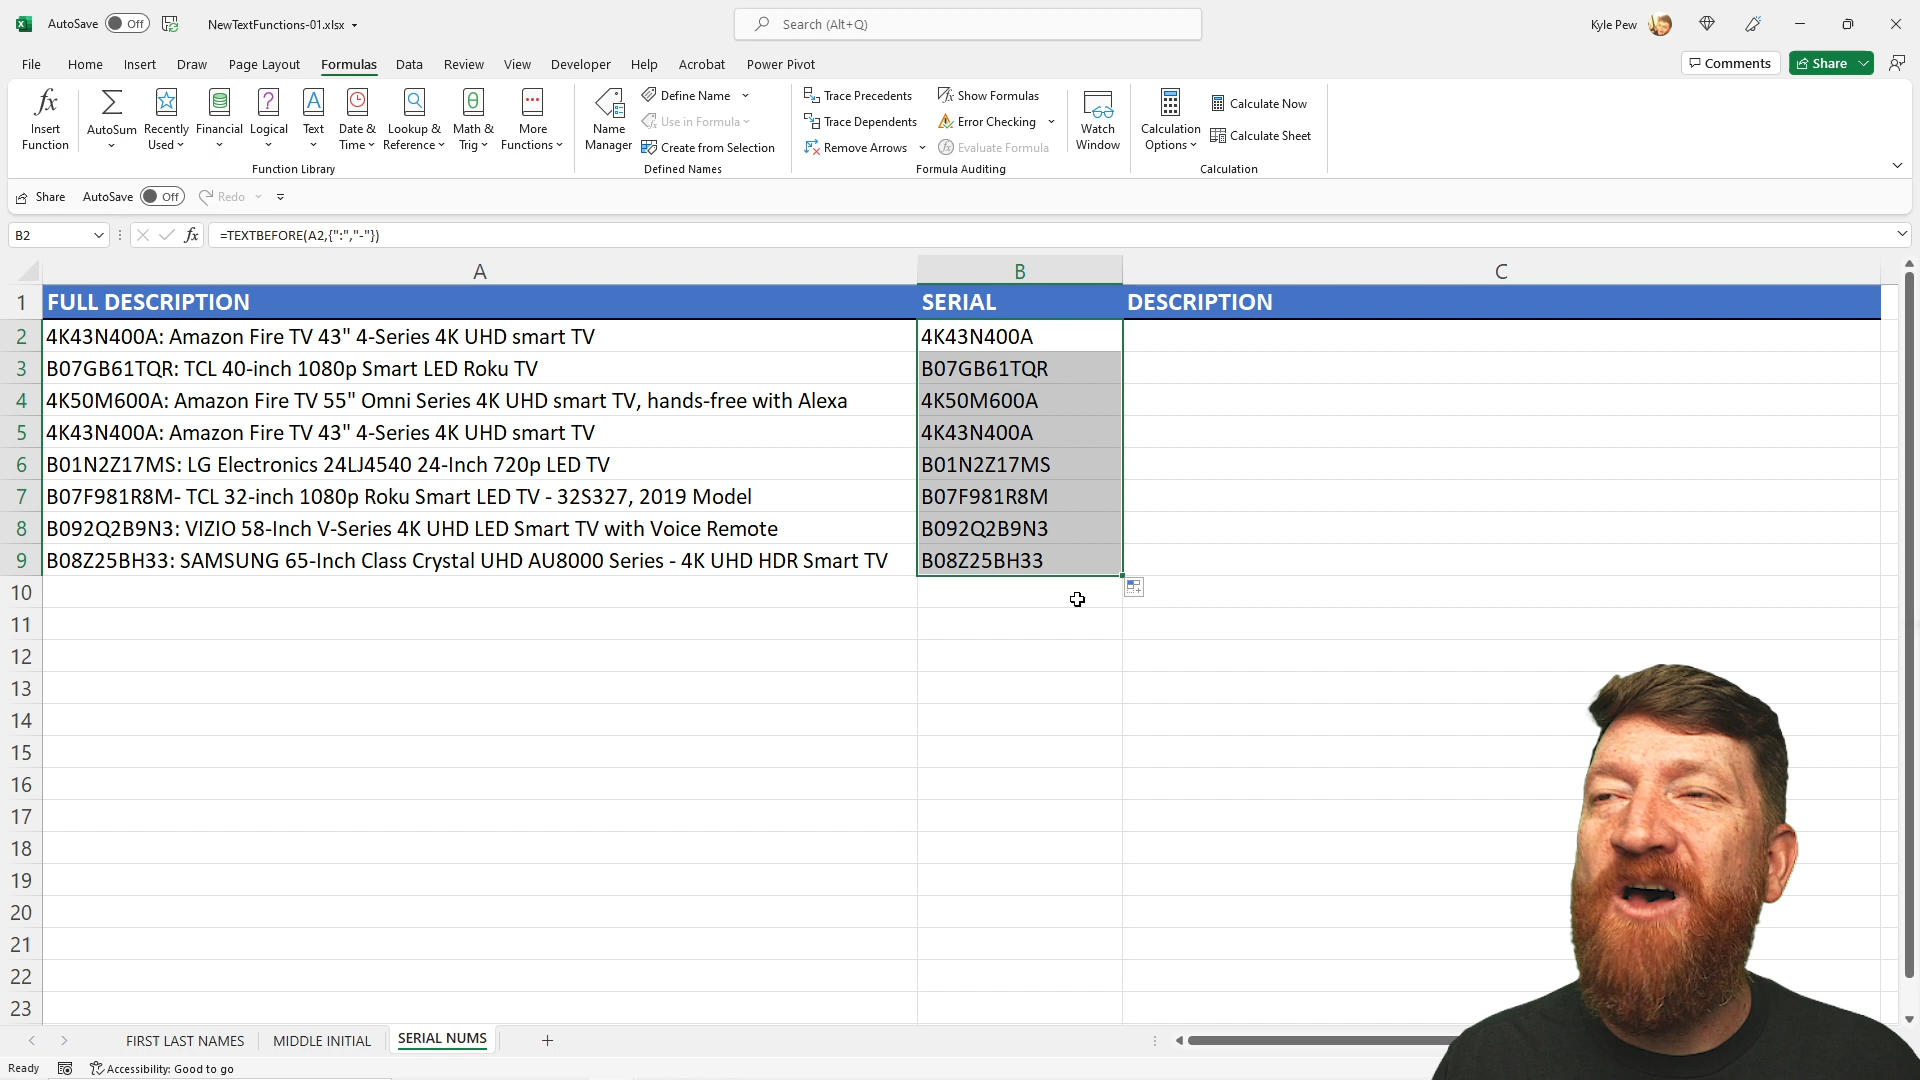 AutoSave Off NewTextFunctions-01.xlsx Search (Alt+Q) Kyle Pew
File Home Insert Draw Page Layout Formulas Data Review View Developer Help Acrobat Power Pivot Comments Share
Insert Function AutoSum Recently Used Financial Logical Text Date & Time Lookup & Reference Math & Trig More Functions
Function Library
Name Manager Define Name Use in Formula Create from Selection
Defined Names
Trace Precedents Trace Dependents Remove Arrows Show Formulas Error Checking Evaluate Formula
Formula Auditing
Watch Window
Calculation Options Calculate Now Calculate Sheet
Calculation
Share AutoSave Off Redo
B2 fx =TEXTBEFORE(A2,{":","-"})
A B C
1 FULL DESCRIPTION SERIAL DESCRIPTION
2 4K43N400A: Amazon Fire TV 43" 4-Series 4K UHD smart TV 4K43N400A
3 B07GB61TQR: TCL 40-inch 1080p Smart LED Roku TV B07GB61TQR
4 4K50M600A: Amazon Fire TV 55" Omni Series 4K UHD smart TV, hands-free with Alexa 4K50M600A
5 4K43N400A: Amazon Fire TV 43" 4-Series 4K UHD smart TV 4K43N400A
6 B01N2Z17MS: LG Electronics 24LJ4540 24-Inch 720p LED TV B01N2Z17MS
7 B07F981R8M- TCL 32-inch 1080p Roku Smart LED TV - 32S327, 2019 Model B07F981R8M
8 B092Q2B9N3: VIZIO 58-Inch V-Series 4K UHD LED Smart TV with Voice Remote B092Q2B9N3
9 B08Z25BH33: SAMSUNG 65-Inch Class Crystal UHD AU8000 Series - 4K UHD HDR Smart TV B08Z25BH33
10
11
12
13
14
15
16
17
18
19
20
21
22
23
FIRST LAST NAMES MIDDLE INITIAL SERIAL NUMS
Ready Accessibility: Good to go